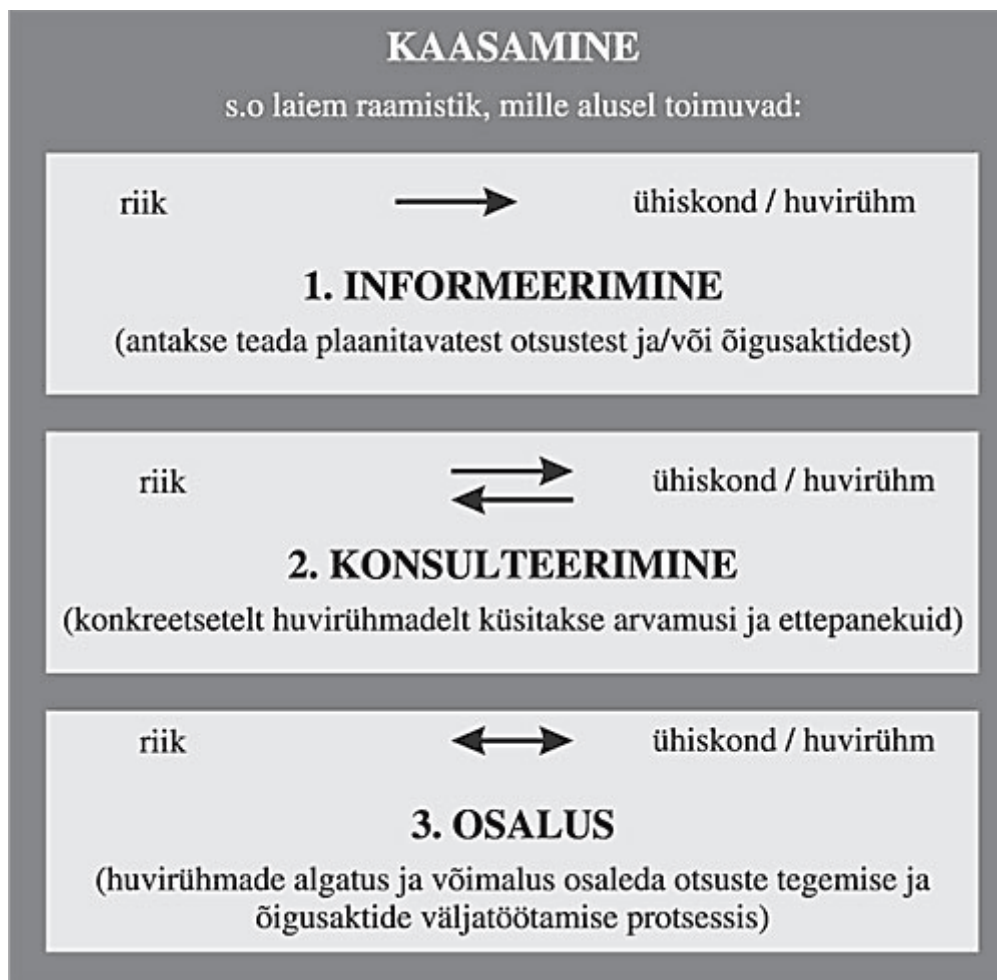 KAASAMINE
s.o laiem raamistik, mille alusel toimuvad:
riik ühiskond / huvirühm
1. INFORMEERIMINE
(antakse teada plaanitavatest otsustest ja/või õigusaktidest)
riik ühiskond / huvirühm
2. KONSULTEERIMINE
(konkreetsetelt huvirühmadelt küsitakse arvamusi ja ettepanekuid)
riik ühiskond / huvirühm
3. OSALUS
(huvirühmade algatus ja võimalus osaleda otsuste tegemise ja
õigusaktide väljatöötamise protsessis)